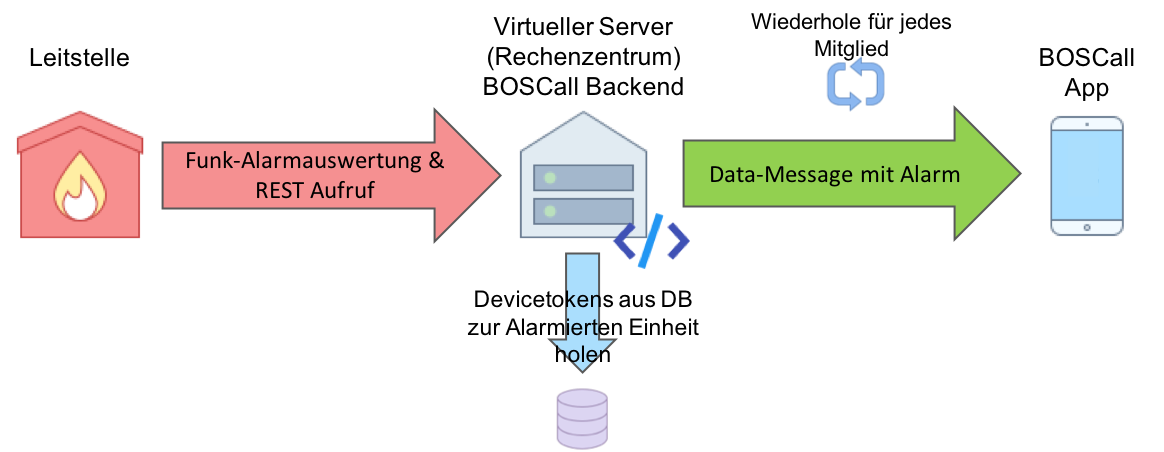 Leitstelle
Virtueller Server
(Rechenzentrum)
BOSCall Backend
Wiederhole für jedes
Mitglied
BOSCall
App
Funk-Alarmauswertung &
REST Aufruf
Data-Message mit Alarm
Devicetokens aus DB
zur Alarmierten Einheit
holen